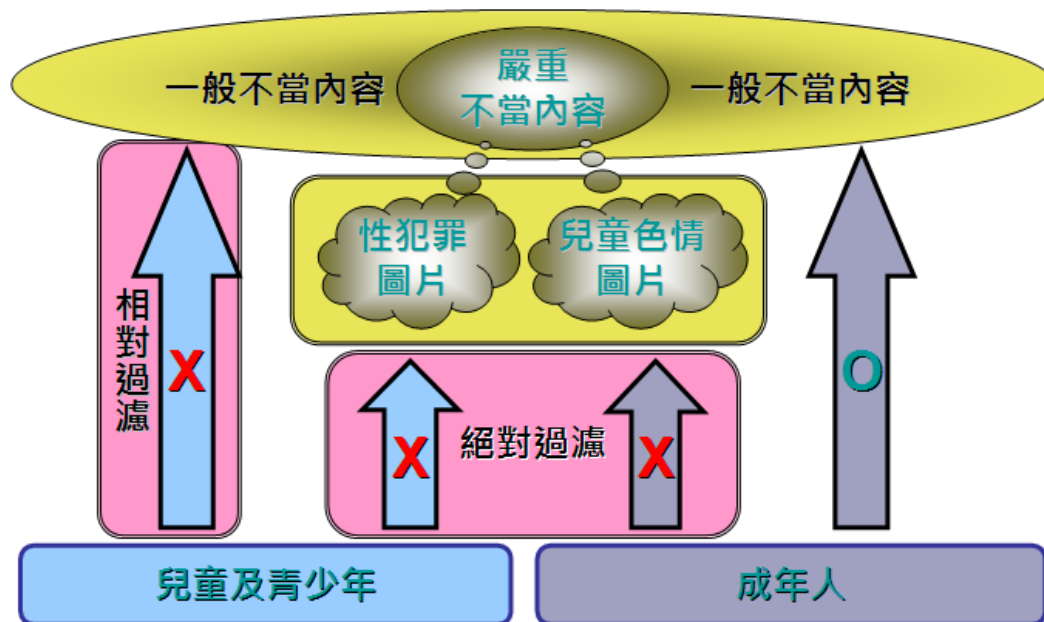 嚴重
不當內容
一般不當內容
一般不當內容
性犯罪
圖片
兒童色情
圖片
相對過濾
X
X
絕對過濾
X
O
兒童及青少年
成年人